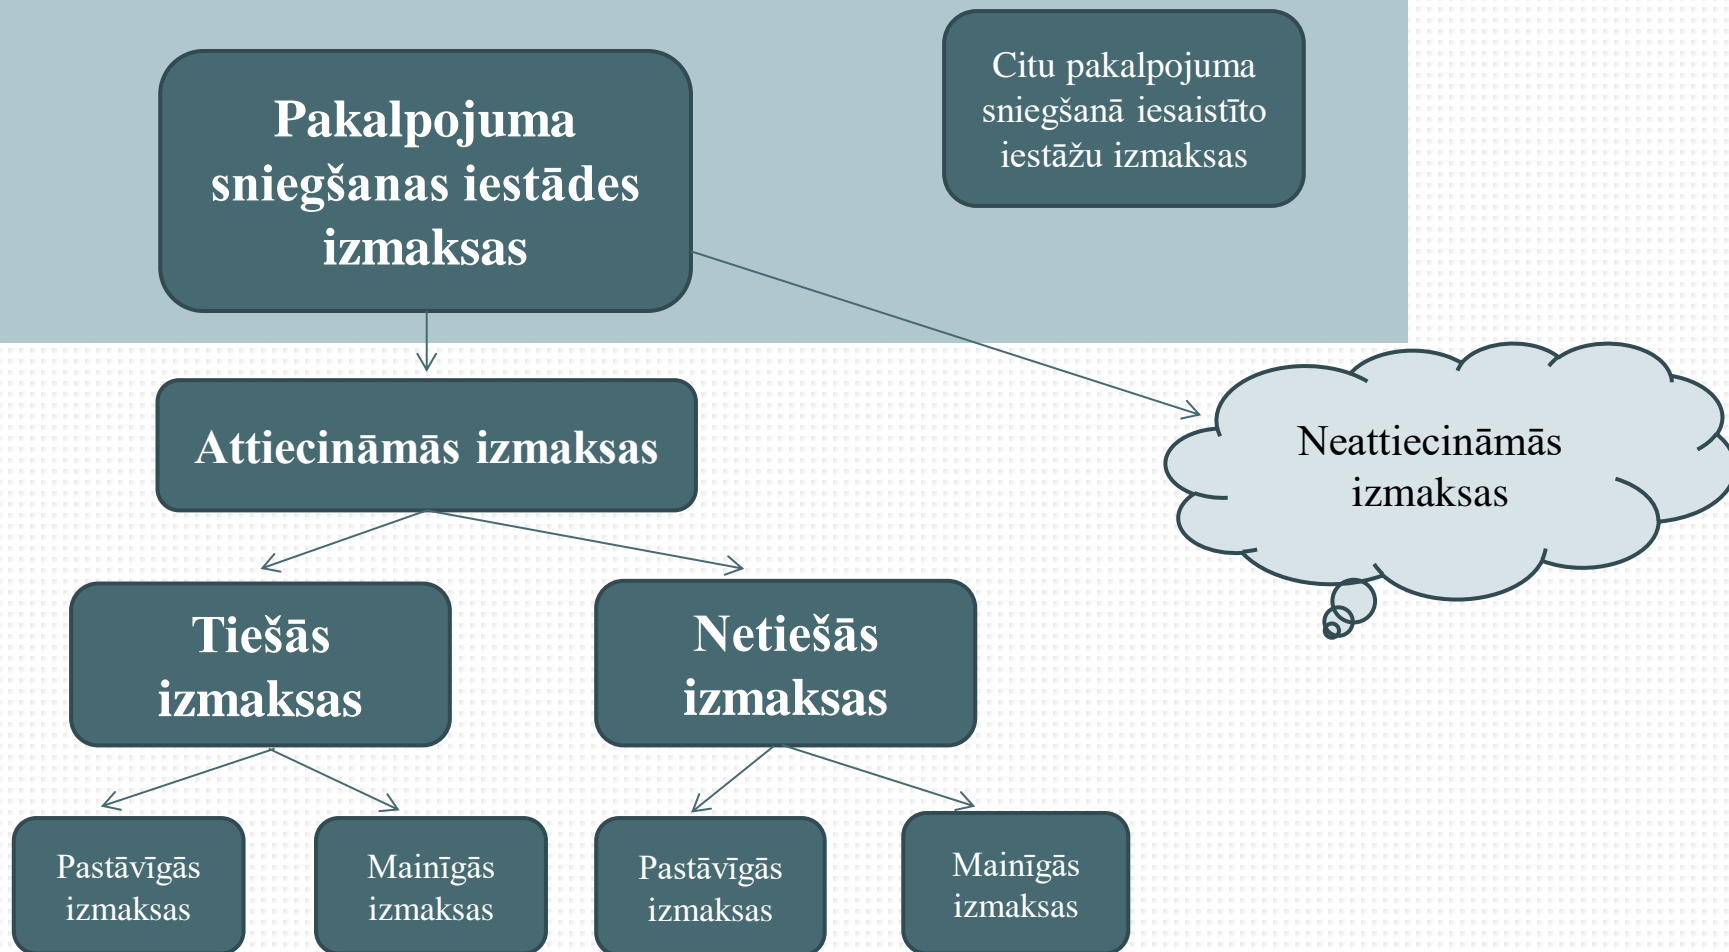 Pakalpojuma
sniegšanas iestādes
izmaksas
Citu pakalpojuma
sniegšanā iesaistīto
iestāžu izmaksas
Attiecināmās izmaksas
Neattiecināmās
izmaksas
Tiešās
izmaksas
Netiešās
izmaksas
Pastāvīgās
izmaksas
Mainīgās
izmaksas
Pastāvīgās
izmaksas
Mainīgās
izmaksas